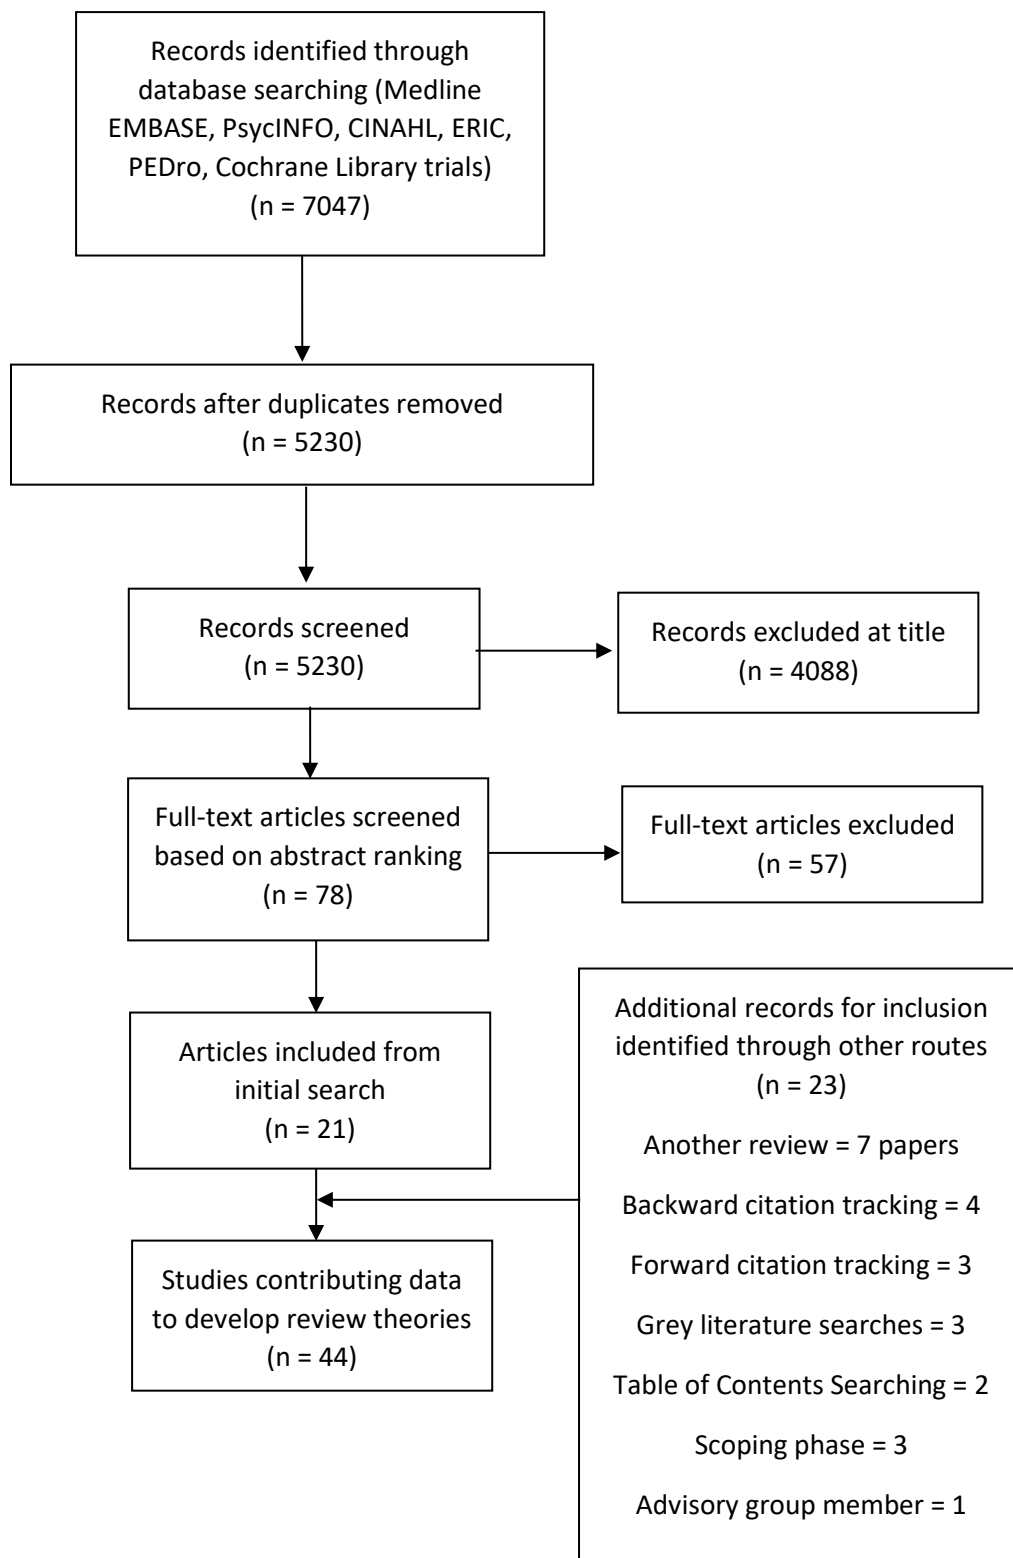 Records identified through
database searching (Medline
EMBASE, PsycINFO, CINAHL, ERIC,
PEDro, Cochrane Library trials)
(n = 7047)
Records after duplicates removed
(n = 5230)
Records screened
(n = 5230)
Records excluded at title
(n = 4088)
Full-text articles screened
based on abstract ranking
(n = 78)
Full-text articles excluded
(n = 57)
Articles included from
initial search
(n = 21)
Additional records for inclusion
identified through other routes
(n = 23)
Another review = 7 papers
Backward citation tracking = 4
Forward citation tracking = 3
Grey literature searches = 3
Table of Contents Searching = 2
Scoping phase = 3
Advisory group member = 1
Studies contributing data
to develop review theories
(n = 44)